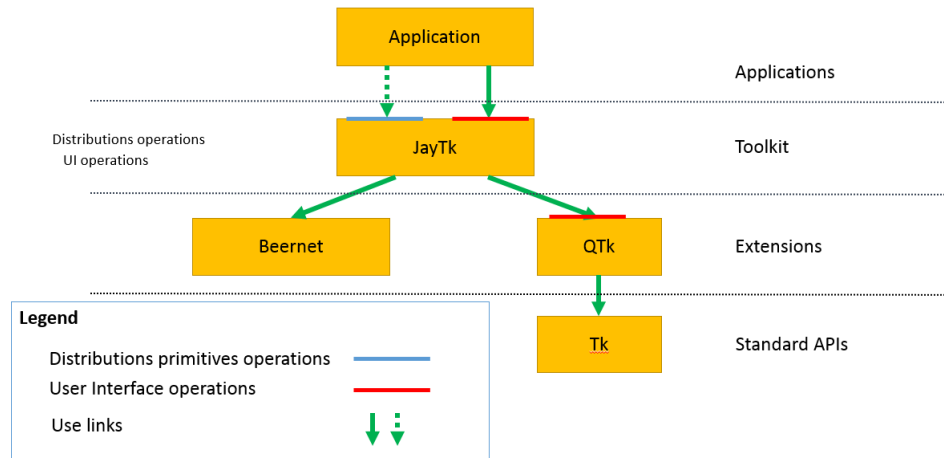 Application
Applications
Distributions operations
UI operations
JayTk
Toolkit
Beernet
QTk
Extensions
Legend
Distributions primitives operations
User Interface operations
Use links
Tk
Standard APIs